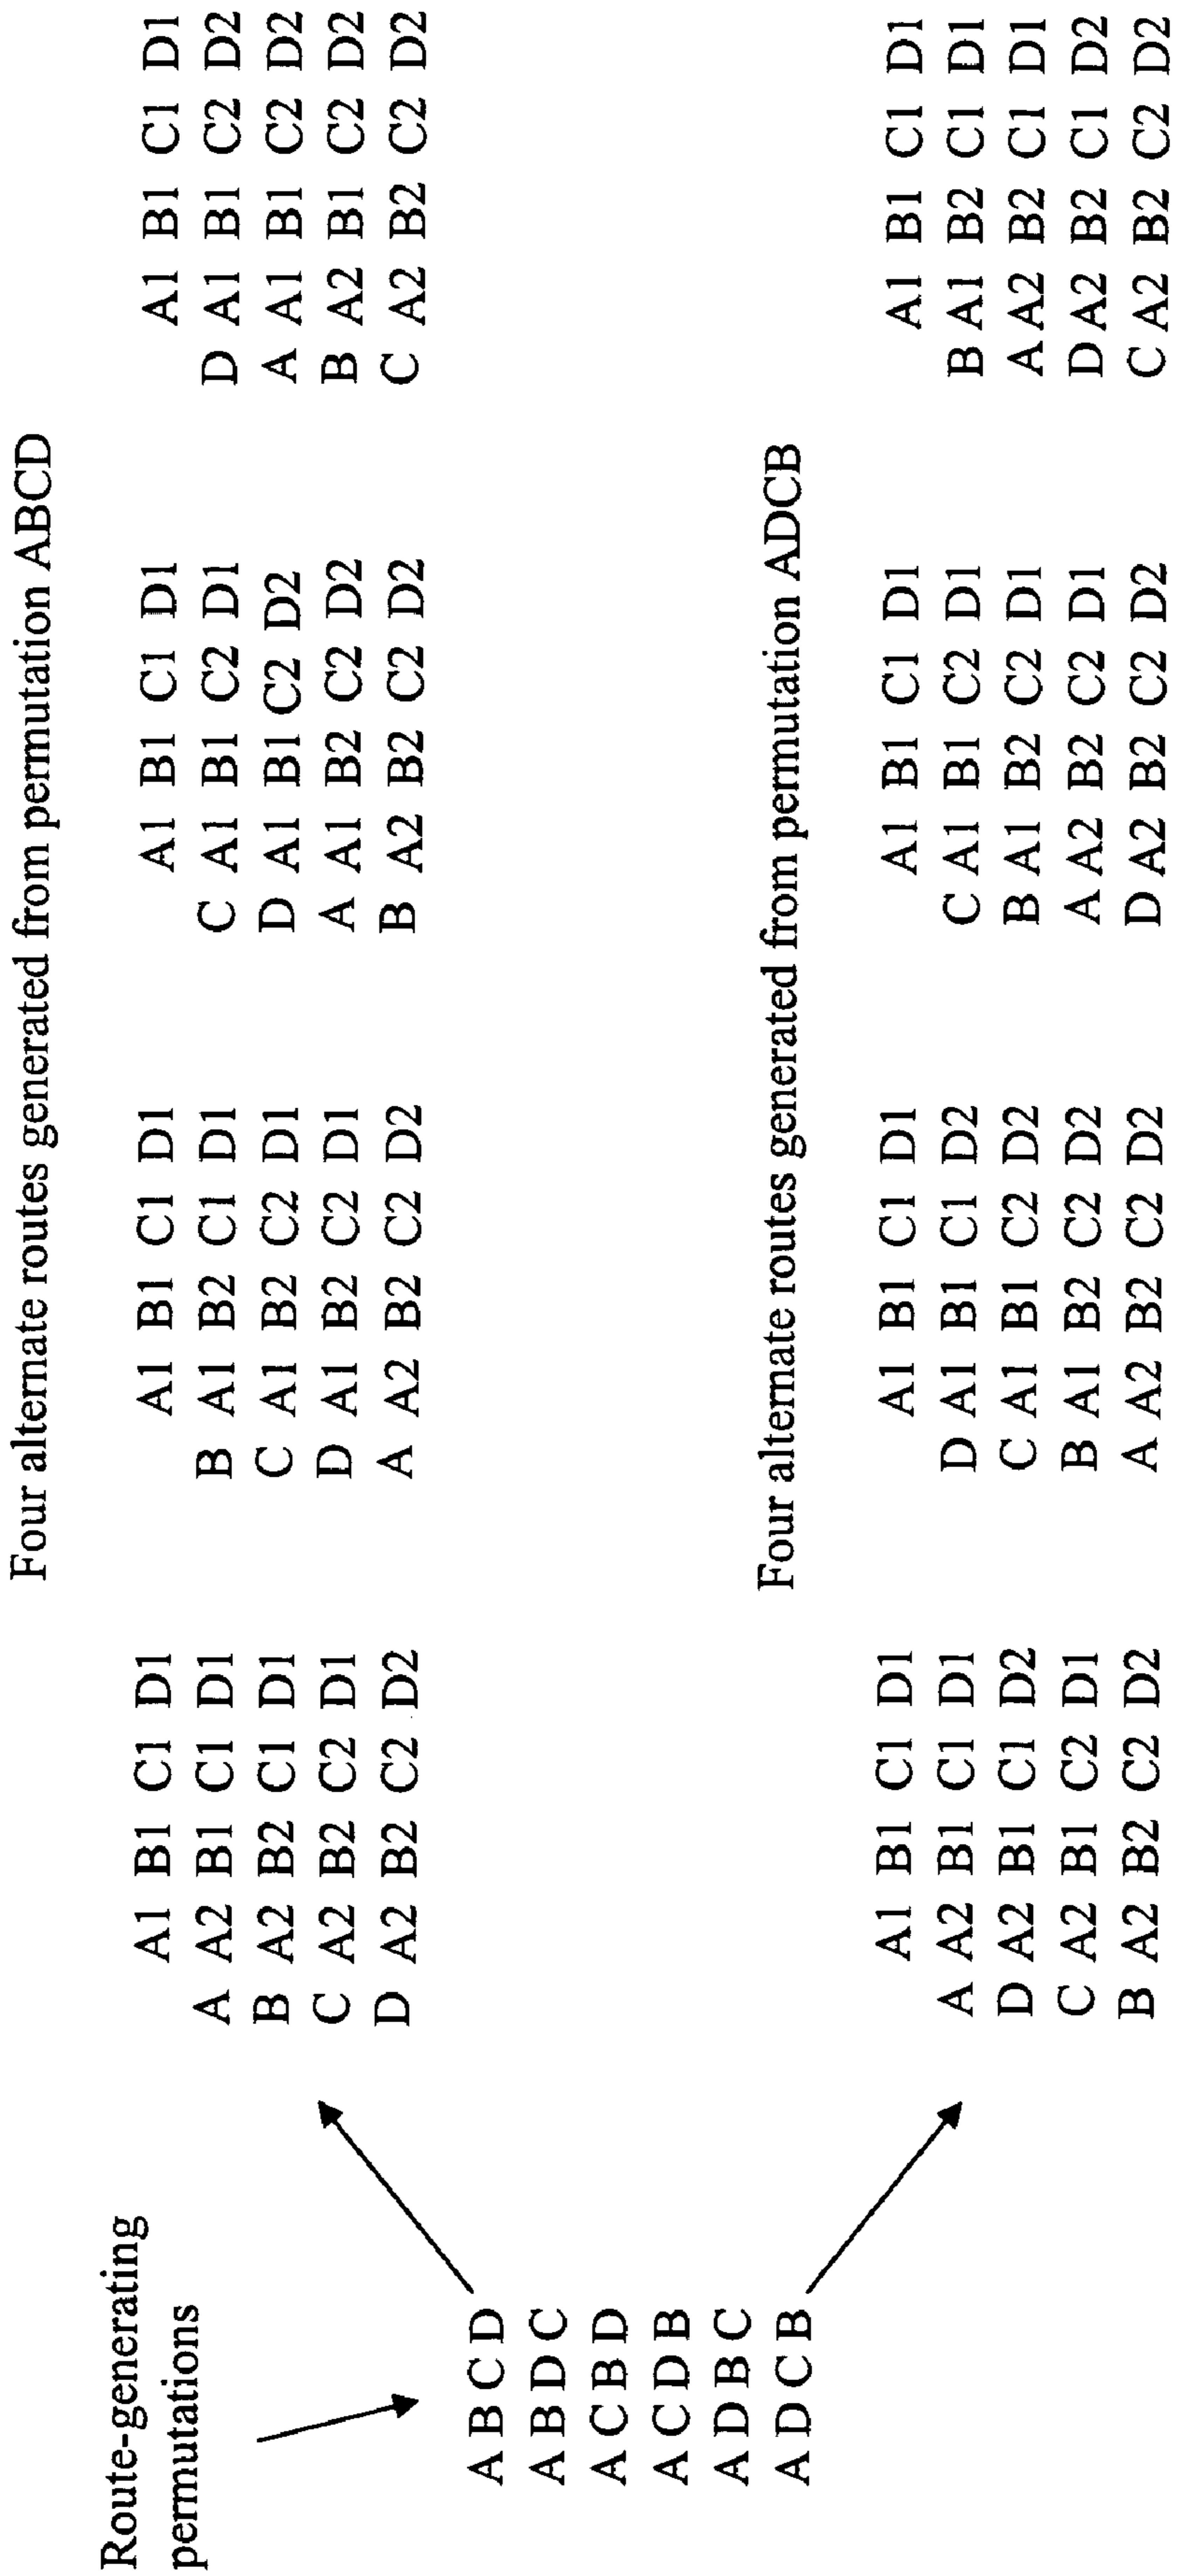 Route-generating
permutations
A B C D
A B D C
A C B D
A C D B
A D B C
A D C B
Four alternate routes generated from permutation ABCD
A1 B1 C1 D1
A A2 B1 C1 D1
B A2 B2 C1 D1
C A2 B2 C2 D1
D A2 B2 C2 D2
A1 B1 C1 D1
B A1 B2 C1 D1
C A1 B2 C2 D1
D A1 B2 C2 D1
A A2 B2 C2 D2
A1 B1 C1 D1
C A1 B1 C2 D1
D A1 B1 C2 D2
A A1 B2 C2 D2
B A2 B2 C2 D2
A1 B1 C1 D1
D A1 B1 C2 D2
A A1 B1 C2 D2
B A2 B1 C2 D2
C A2 B2 C2 D2
Four alternate routes generated from permutation ADCB
A1 B1 C1 D1
A A2 B1 C1 D1
D A2 B1 C1 D2
C A2 B1 C2 D1
B A2 B2 C2 D2
A1 B1 C1 D1
D A1 B1 C1 D2
C A1 B1 C2 D2
B A1 B2 C2 D2
A A2 B2 C2 D2
A1 B1 C1 D1
C A1 B1 C2 D1
B A1 B2 C2 D1
A A2 B2 C2 D1
D A2 B2 C2 D2
A1 B1 C1 D1
B A1 B2 C1 D1
A A2 B2 C1 D1
D A2 B2 C1 D2
C A2 B2 C2 D2